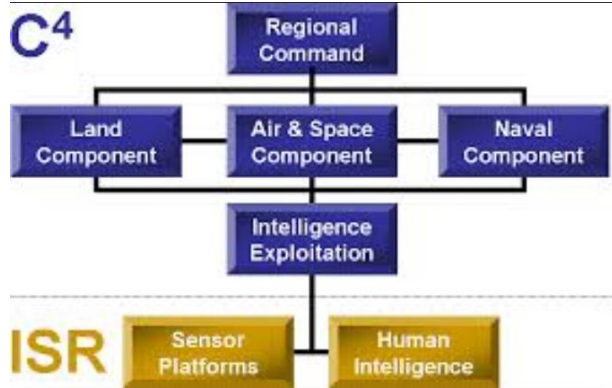 C⁴
Regional
Command
Land
Component
Air & Space
Component
Naval
Component
Intelligence
Exploitation
ISR
Sensor
Platforms
Human
Intelligence